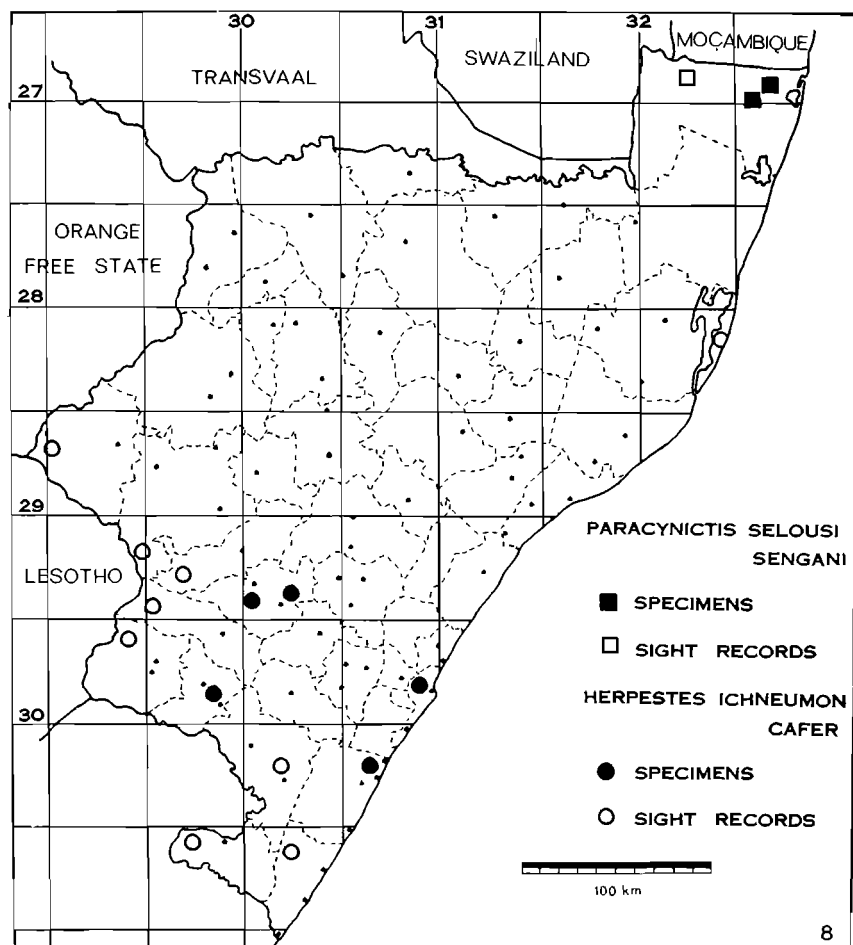 30
31
32
MOÇAMBIQUE
SWAZILAND
TRANSVAAL
27
ORANGE
FREE STATE
28
29
LESOTHO
30
PARACYNICTIS SELOUSI
SENGANI
SPECIMENS
SIGHT RECORDS
HERPESTES ICHNEUMON
CAFER
SPECIMENS
SIGHT RECORDS
100 km
8